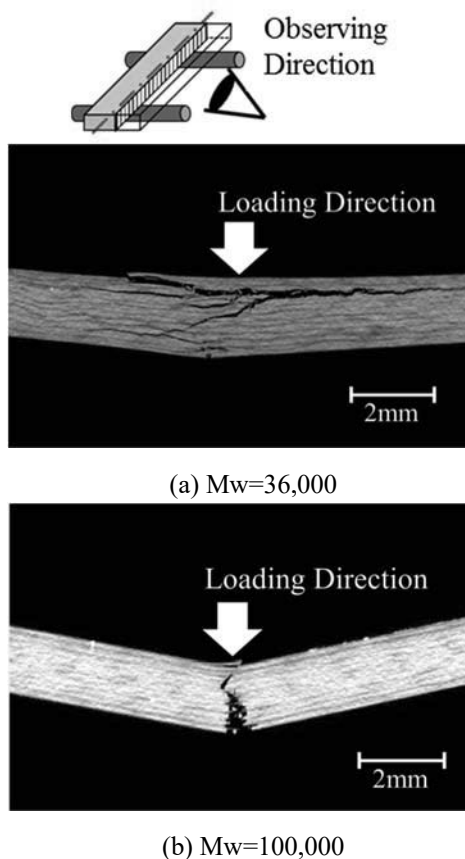 Observing
Direction
Loading Direction
2mm
(a) Mw=36,000
Loading Direction
2mm
(b) Mw=100,000